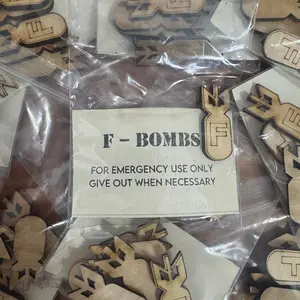 F - BOMBS
F
FOR EMERGENCY USE ONLY
GIVE OUT WHEN NECESSARY
F
F
F